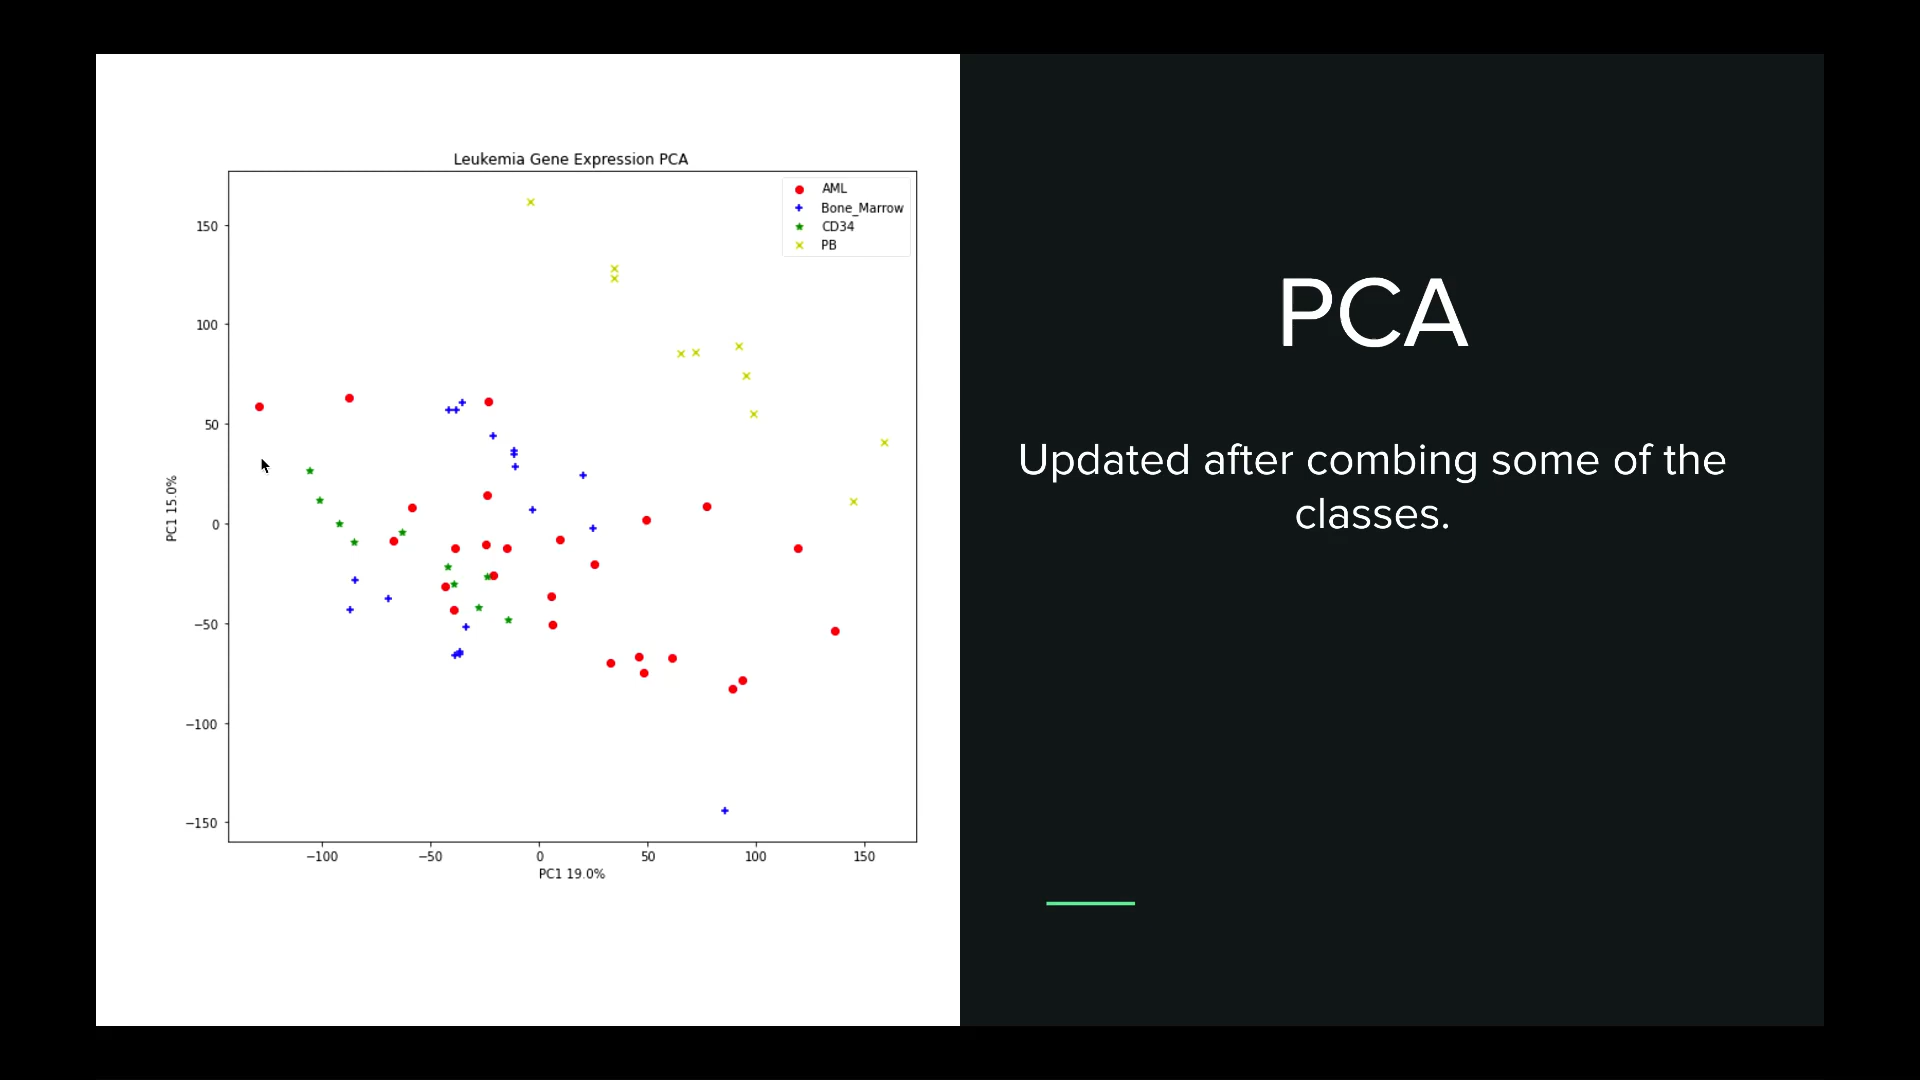 Leukemia Gene Expression PCA
AML
Bone_Marrow
CD34
PB
150
100
50
0
−50
−100
−150
PC1 15.0%
−100 −50 0 50 100 150
PC1 19.0%
PCA
Updated after combing some of the
classes.